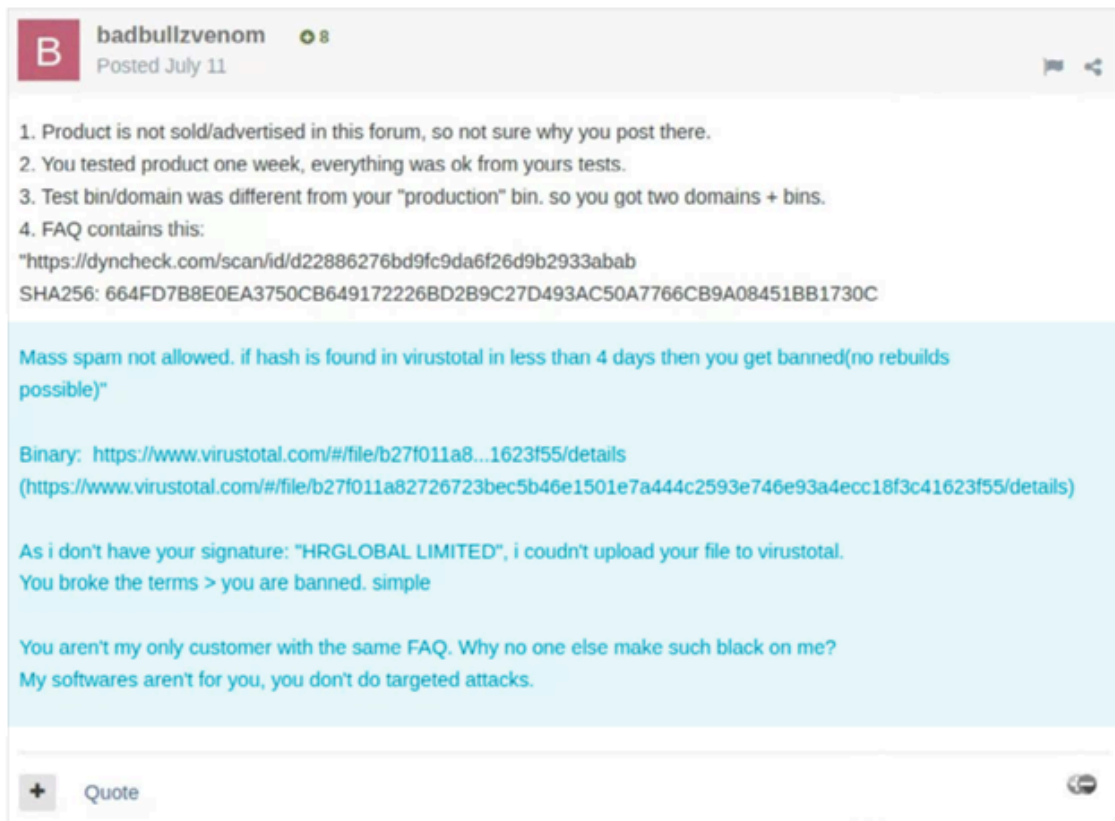 B
badbullzvenom 8
Posted July 11
1. Product is not sold/advertised in this forum, so not sure why you post there.
2. You tested product one week, everything was ok from yours tests.
3. Test bin/domain was different from your "production" bin. so you got two domains + bins.
4. FAQ contains this:
"https://dyncheck.com/scan/id/d22886276bd9fc9da6f26d9b2933abab
SHA256: 664FD7B8E0EA3750CB649172226BD2B9C27D493AC50A7766CB9A08451BB1730C
Mass spam not allowed. if hash is found in virustotal in less than 4 days then you get banned(no rebuilds
possible)"
Binary: https://www.virustotal.com/#/file/b27f011a8...1623f55/details
(https://www.virustotal.com/#/file/b27f011a82726723bec5b46e1501e7a444c2593e746e93a4ecc18f3c41623f55/details)
As i don't have your signature: "HRGLOBAL LIMITED", i coudn't upload your file to virustotal.
You broke the terms > you are banned. simple
You aren't my only customer with the same FAQ. Why no one else make such black on me?
My softwares aren't for you, you don't do targeted attacks.
+ Quote